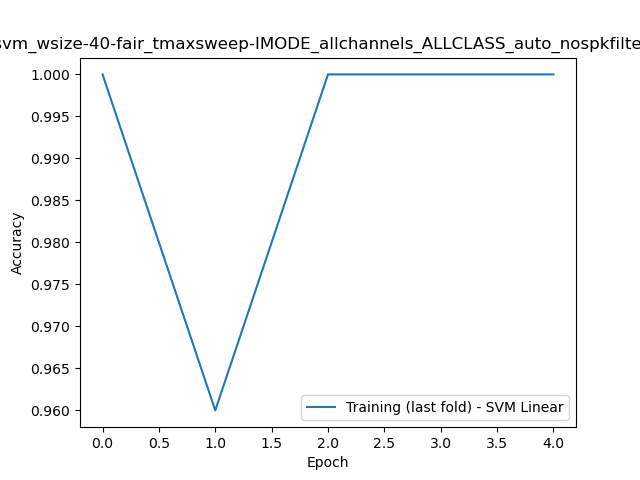 svm_wsize-40-fair_tmaxsweep-IMODE_allchannels_ALLCLASS_auto_nospkfilte
1.000
0.995
0.990
0.985
0.980
0.975
0.970
0.965
0.960
Accuracy
Training (last fold) - SVM Linear
0.0 0.5 1.0 1.5 2.0 2.5 3.0 3.5 4.0
Epoch